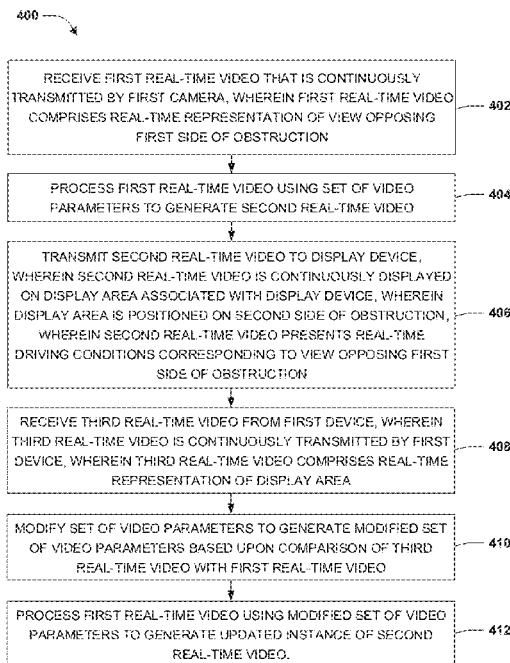 400
RECEIVE FIRST REAL-TIME VIDEO THAT IS CONTINUOUSLY
TRANSMITTED BY FIRST CAMERA, WHEREIN FIRST REAL-TIME VIDEO
COMPRISES REAL-TIME REPRESENTATION OF VIEW OPPOSING
FIRST SIDE OF OBSTRUCTION
402
PROCESS FIRST REAL-TIME VIDEO USING SET OF VIDEO
PARAMETERS TO GENERATE SECOND REAL-TIME VIDEO
404
TRANSMIT SECOND REAL-TIME VIDEO TO DISPLAY DEVICE,
WHEREIN SECOND REAL-TIME VIDEO IS CONTINUOUSLY DISPLAYED
ON DISPLAY AREA ASSOCIATED WITH DISPLAY DEVICE, WHEREIN
DISPLAY AREA IS POSITIONED ON SECOND SIDE OF OBSTRUCTION,
WHEREIN SECOND REAL-TIME VIDEO PRESENTS REAL-TIME
DRIVING CONDITIONS CORRESPONDING TO VIEW OPPOSING FIRST
SIDE OF OBSTRUCTION
406
RECEIVE THIRD REAL-TIME VIDEO FROM FIRST DEVICE, WHEREIN
THIRD REAL-TIME VIDEO IS CONTINUOUSLY TRANSMITTED BY FIRST
DEVICE, WHEREIN THIRD REAL-TIME VIDEO COMPRISES REAL-TIME
REPRESENTATION OF DISPLAY AREA
408
MODIFY SET OF VIDEO PARAMETERS TO GENERATE MODIFIED SET
OF VIDEO PARAMETERS BASED UPON COMPARISON OF THIRD
REAL-TIME VIDEO WITH FIRST REAL-TIME VIDEO
410
PROCESS FIRST REAL-TIME VIDEO USING MODIFIED SET OF VIDEO
PARAMETERS TO GENERATE UPDATED INSTANCE OF SECOND
REAL-TIME VIDEO.
412